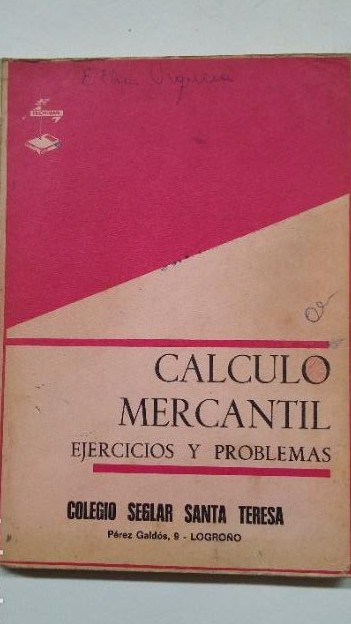 CALCULO
MERCANTIL
EJERCICIOS Y PROBLEMAS
COLEGIO SEGLAR SANTA TERESA
Pérez Galdós, 9 - LOGROÑO